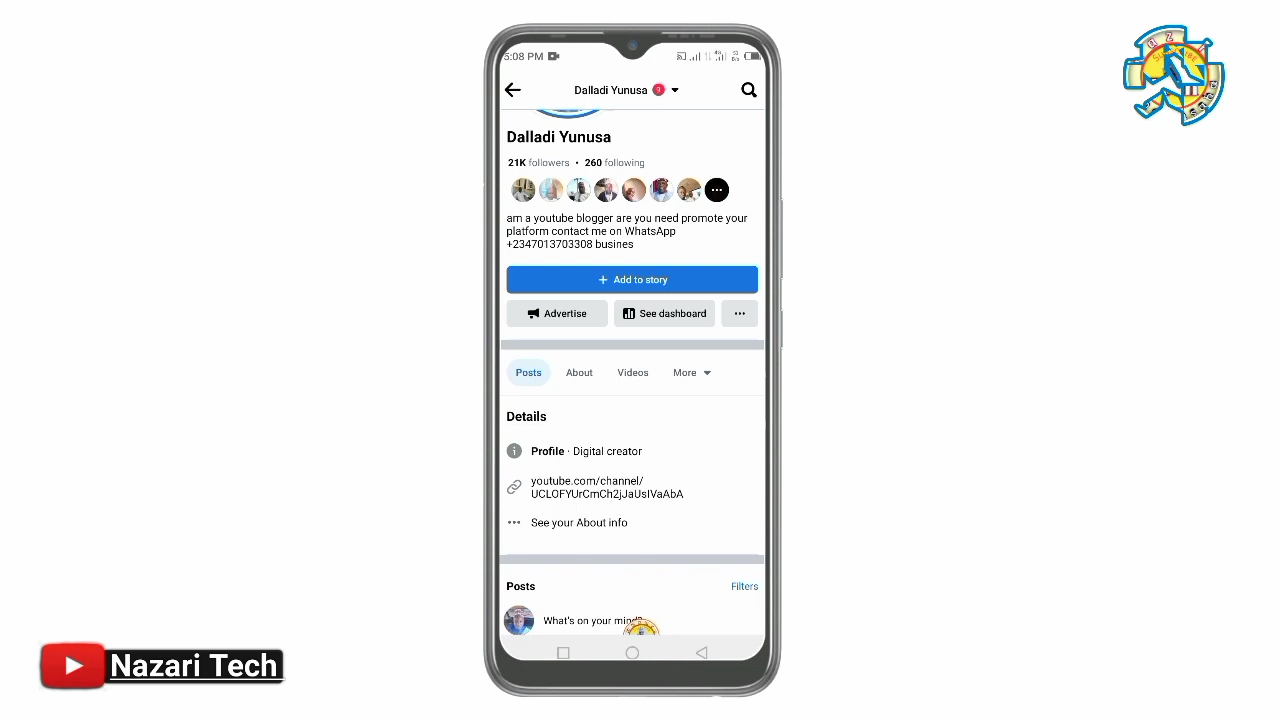 5:08 PM
Dalladi Yunusa 9
Dalladi Yunusa
21K followers • 260 following
am a youtube blogger are you need promote your
platform contact me on WhatsApp
+2347013703308 busines
+ Add to story
Advertise See dashboard ...
Posts About Videos More
Details
Profile · Digital creator
youtube.com/channel/
UCLOFYUrCmCh2jJaUsIVaAbA
... See your About info
Posts Filters
What's on your mind?
Nazari Tech